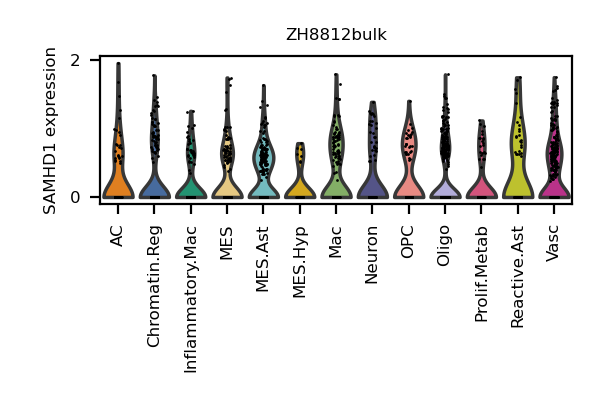 ZH8812bulk
SAMHD1 expression
2
0
AC
Chromatin.Reg
Inflammatory.Mac
MES
MES.Ast
MES.Hyp
Mac
Neuron
OPC
Oligo
Prolif.Metab
Reactive.Ast
Vasc